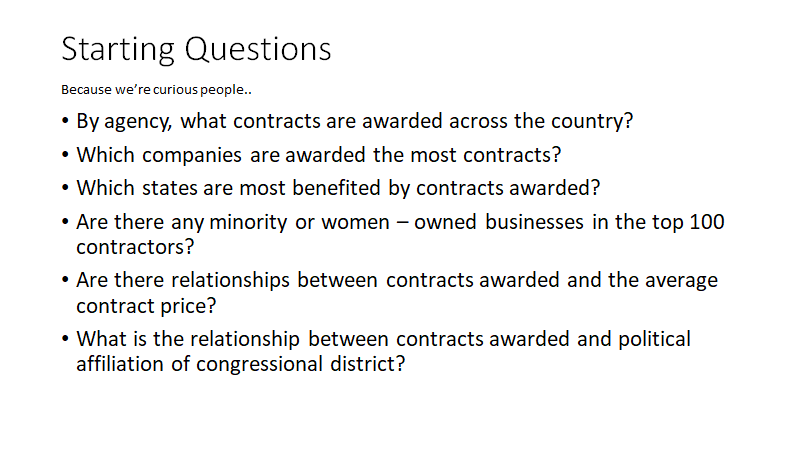 Starting Questions
Because we're curious people..
• By agency, what contracts are awarded across the country?
• Which companies are awarded the most contracts?
• Which states are most benefited by contracts awarded?
• Are there any minority or women – owned businesses in the top 100
contractors?
• Are there relationships between contracts awarded and the average
contract price?
• What is the relationship between contracts awarded and political
affiliation of congressional district?